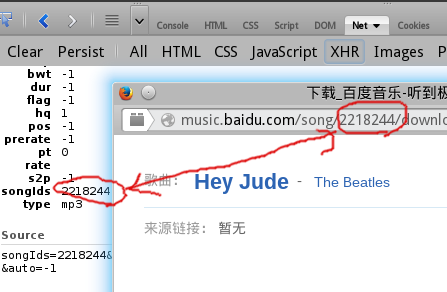 Console HTML CSS Script DOM Net Cookies
Clear Persist All HTML CSS JavaScript XHR Images P
bwt -1
dur -1
flag -1
hq 1
pos -1
prerate -1
pt 0
rate
s2p -1
songIds 2218244
type mp3
Source
songIds=2218244&
&auto=-1
下载_百度音乐-听到极
music.baidu.com/song/2218244/downlo
歌曲： Hey Jude - The Beatles
来源链接： 暂无